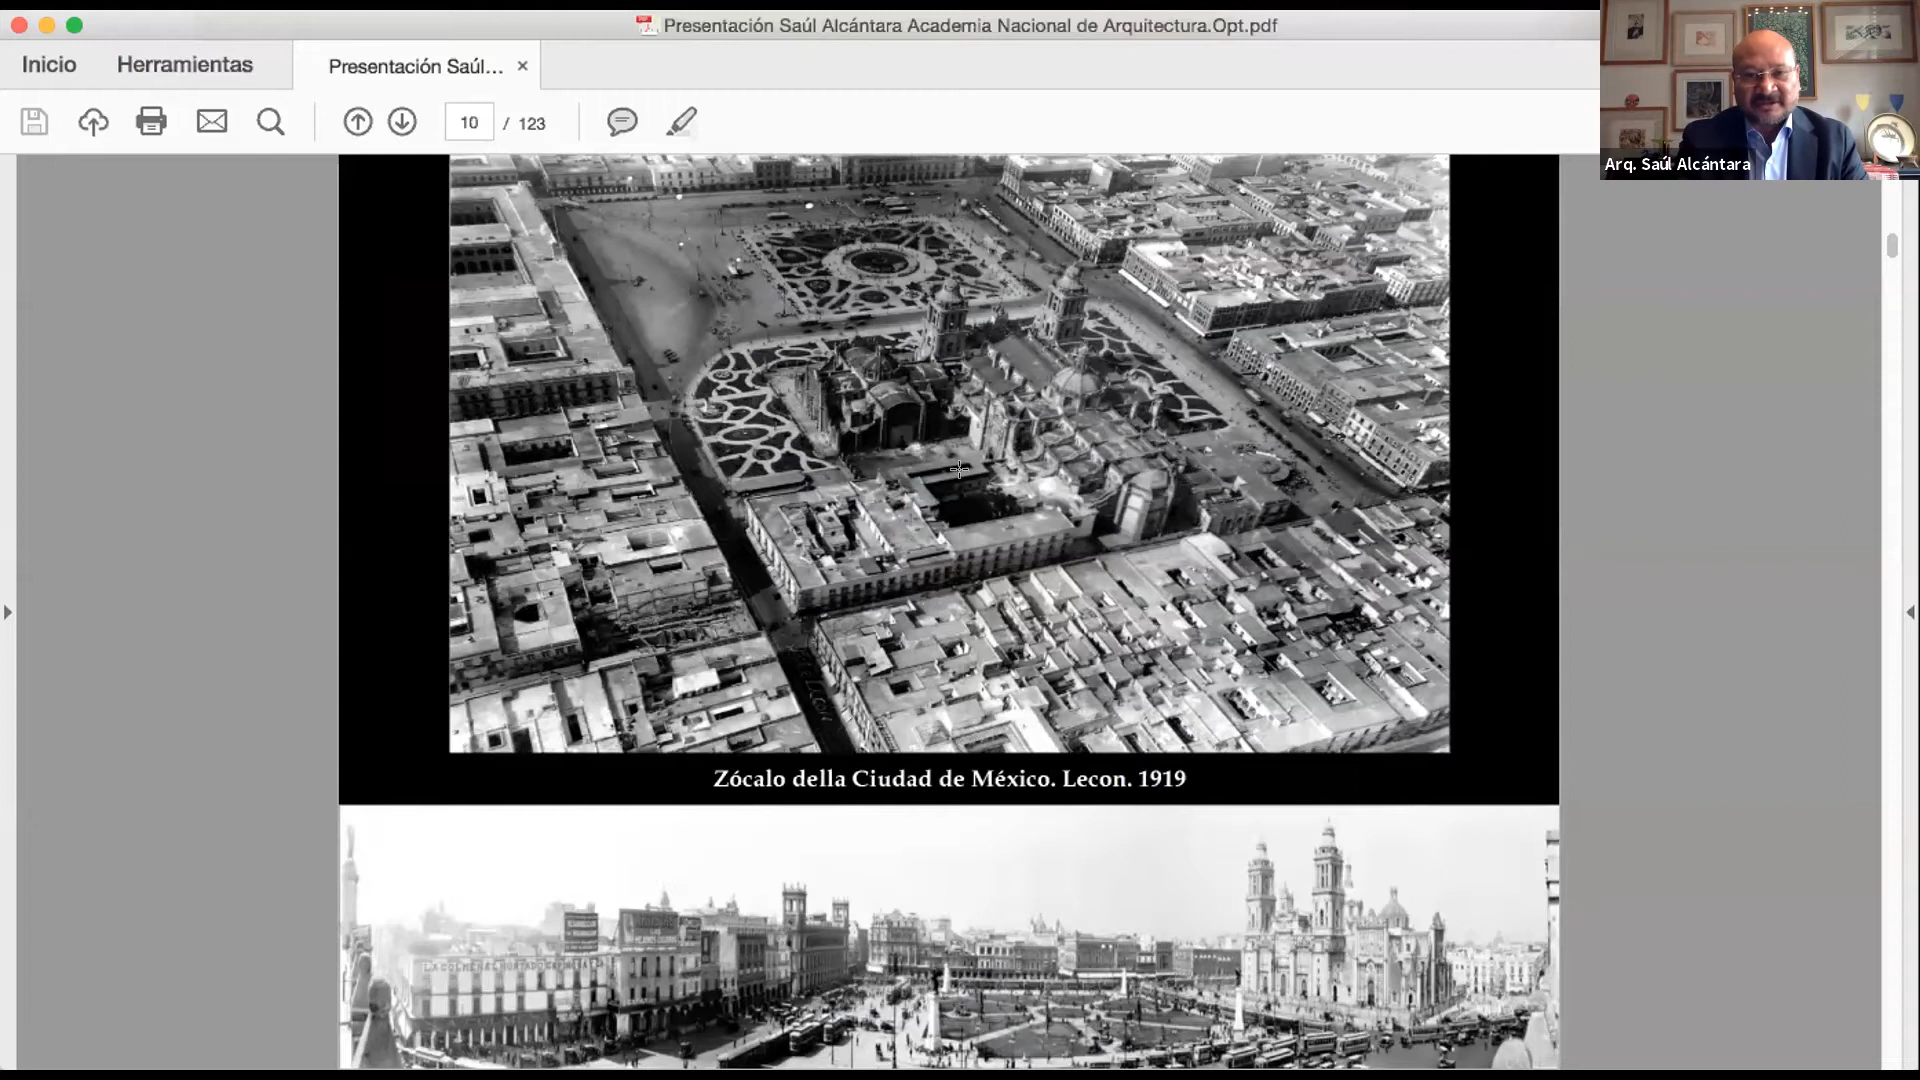 Presentación Saúl Alcántara Academia Nacional de Arquitectura.Opt.pdf
Inicio
Herramientas
Presentación Saúl...
10 / 123
Arq. Saúl Alcántara
Zócalo della Ciudad de México. Lecon. 1919